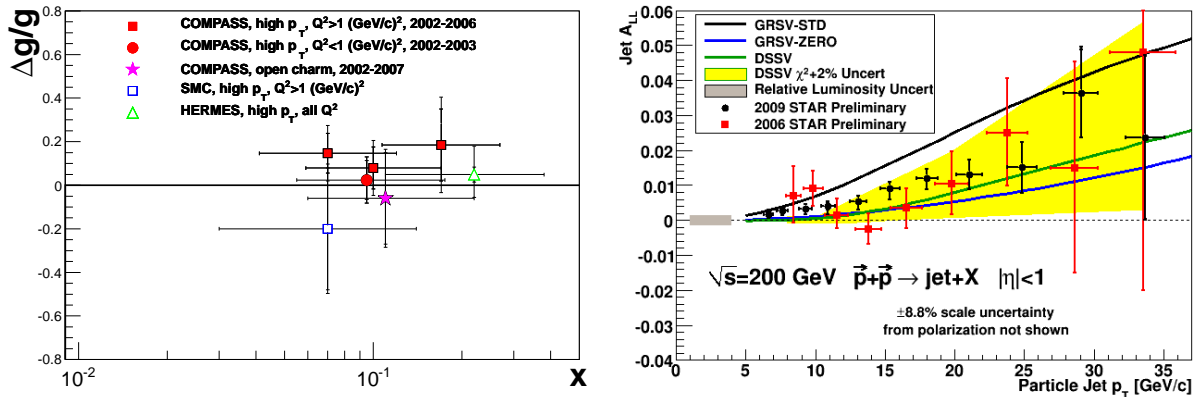 Δg/g
COMPASS, high p_T, Q²>1 (GeV/c)², 2002-2006
COMPASS, high p_T, Q²<1 (GeV/c)², 2002-2003
COMPASS, open charm, 2002-2007
SMC, high p_T, Q²>1 (GeV/c)²
HERMES, high p_T, all Q²
0.8
0.6
0.4
0.2
0
-0.2
-0.4
-0.6
-0.8
10⁻² 10⁻¹ x
Jet A_LL
0.06
0.05
0.04
0.03
0.02
0.01
0
-0.01
-0.02
-0.03
-0.04
GRSV-STD
GRSV-ZERO
DSSV
DSSV χ²+2% Uncert
Relative Luminosity Uncert
2009 STAR Preliminary
2006 STAR Preliminary
√s=200 GeV p+p → jet+X |η|<1
±8.8% scale uncertainty
from polarization not shown
0 5 10 15 20 25 30 35
Particle Jet p_T [GeV/c]